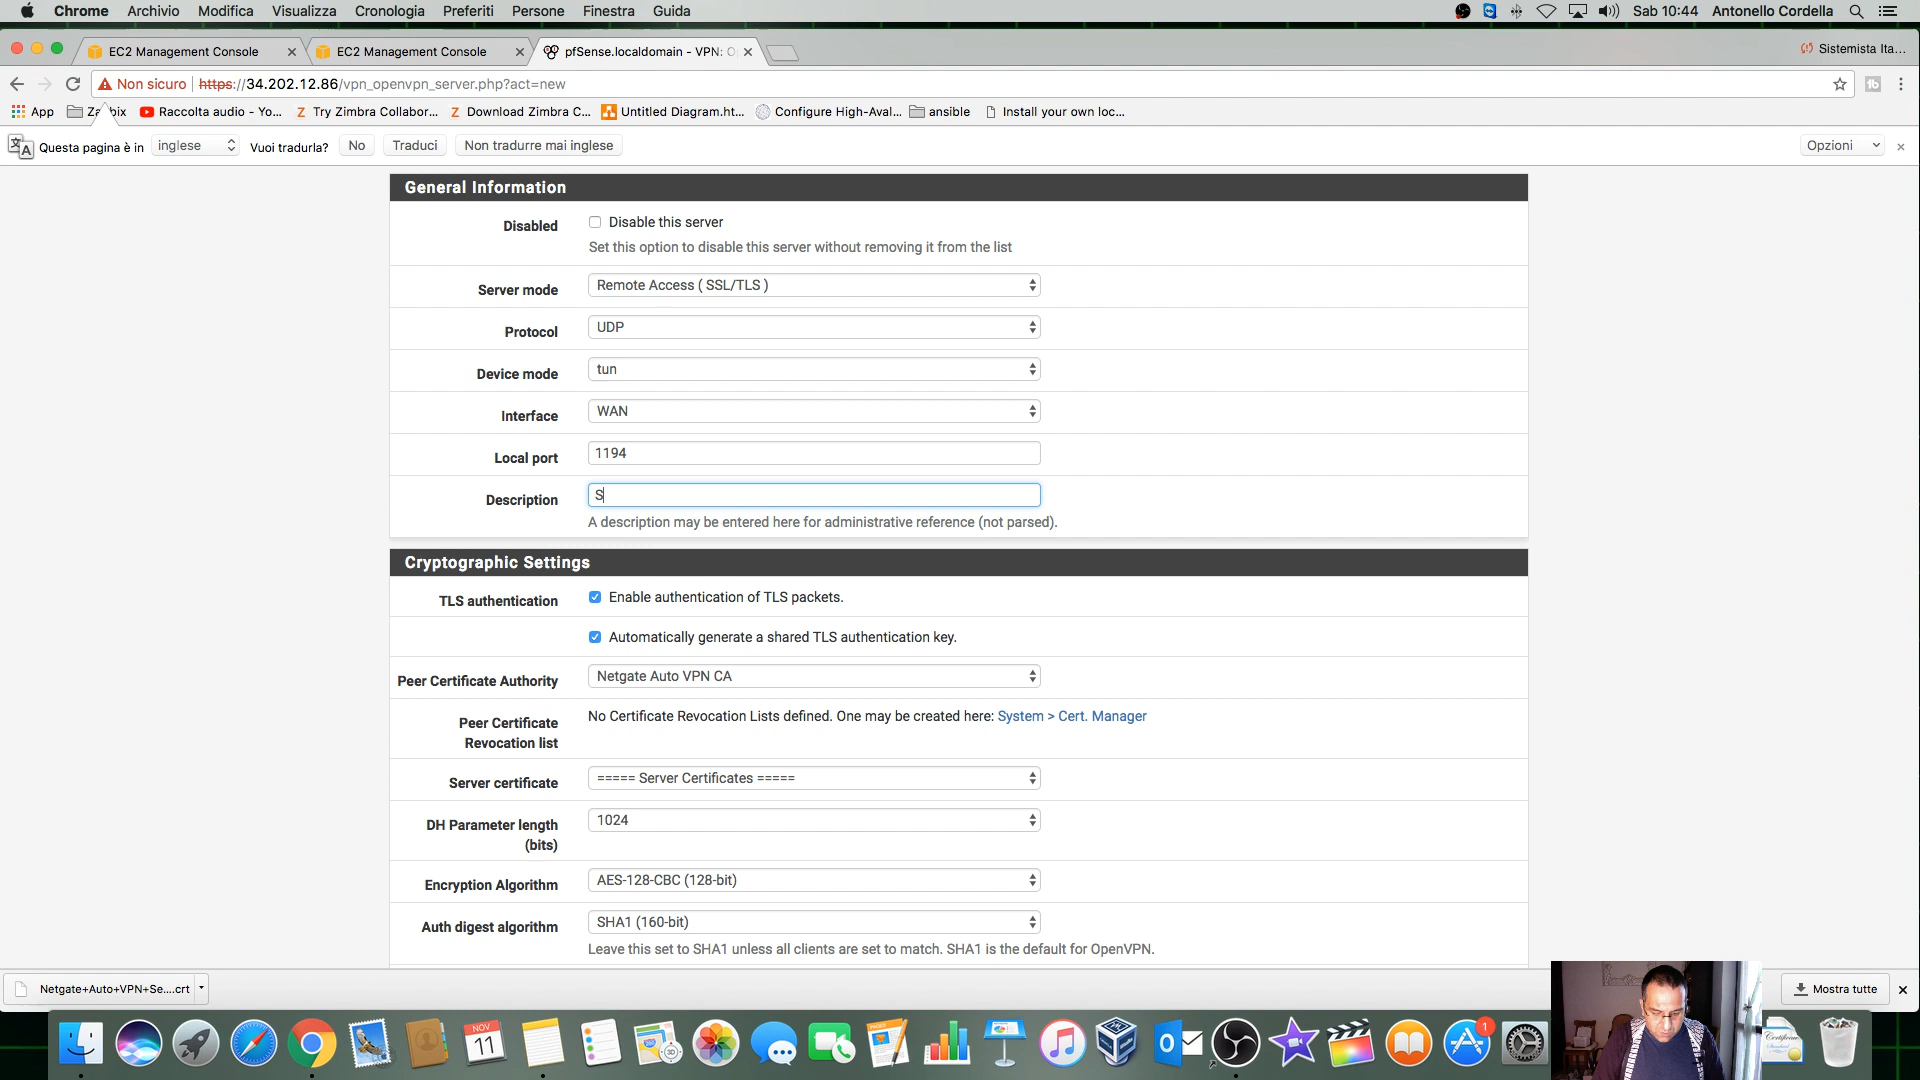 Chrome Archivio Modifica Visualizza Cronologia Preferiti Persone Finestra Guida Sab 10:44 Antonello Cordella
EC2 Management Console EC2 Management Console pfSense.localdomain - VPN: O Sistemista Ita...
Non sicuro https://34.202.12.86/vpn_openvpn_server.php?act=new
App Raccolta audio - Yo... Try Zimbra Collabor... Download Zimbra C... Untitled Diagram.ht... Configure High-Aval... ansible Install your own loc...
Questa pagina è in inglese Vuoi tradurla? No Traduci Non tradurre mai inglese Opzioni
General Information
Disabled Disable this server
Set this option to disable this server without removing it from the list
Server mode Remote Access ( SSL/TLS )
Protocol UDP
Device mode tun
Interface WAN
Local port 1194
Description S
A description may be entered here for administrative reference (not parsed).
Cryptographic Settings
TLS authentication Enable authentication of TLS packets.
Automatically generate a shared TLS authentication key.
Peer Certificate Authority Netgate Auto VPN CA
Peer Certificate Revocation list No Certificate Revocation Lists defined. One may be created here: System > Cert. Manager
Server certificate ===== Server Certificates =====
DH Parameter length (bits) 1024
Encryption Algorithm AES-128-CBC (128-bit)
Auth digest algorithm SHA1 (160-bit)
Leave this set to SHA1 unless all clients are set to match. SHA1 is the default for OpenVPN.
Netgate+Auto+VPN+Se....crt Mostra tutte
NOV
11
PAGES
3D
1